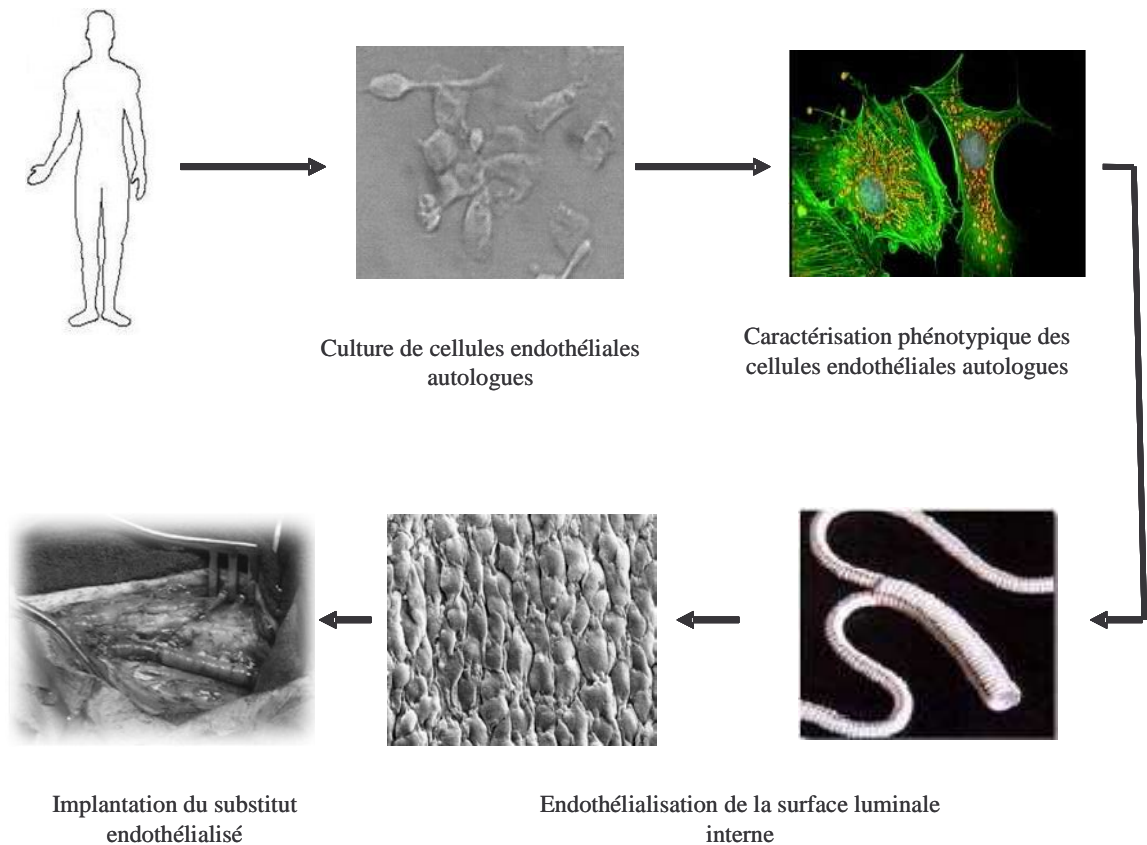 Culture de cellules endothéliales
autologues
Caractérisation phénotypique des
cellules endothéliales autologues
Implantation du substitut
endothélialisé
Endothélialisation de la surface luminale
interne